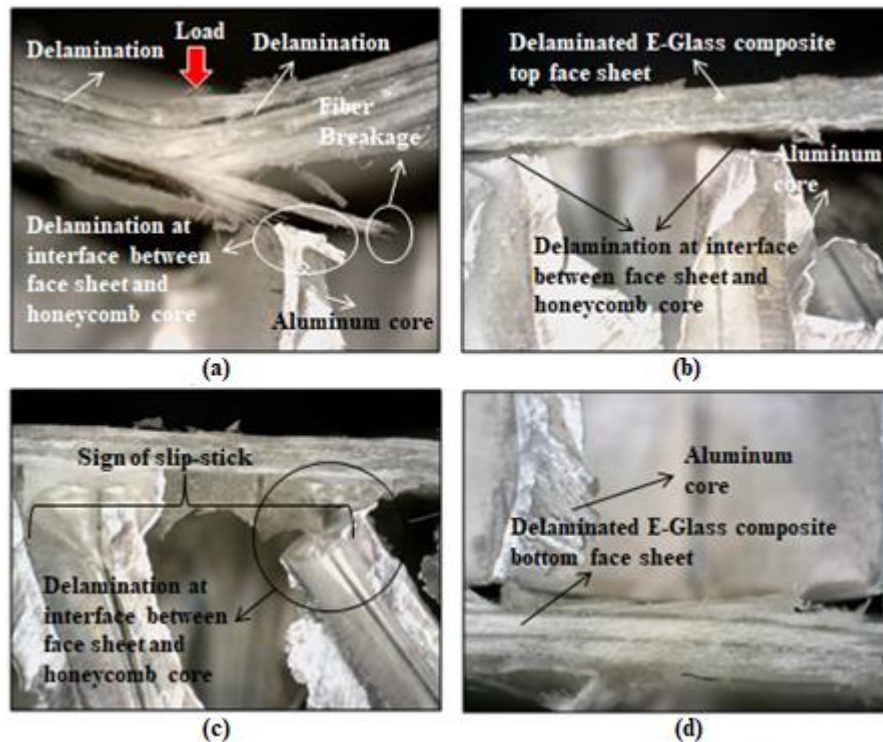 Load
Delamination
Delamination
Fiber
Breakage
Delamination at
interface between
face sheet and
honeycomb core
Aluminum core
(a)
Delaminated E-Glass composite
top face sheet
Aluminum
core
Delamination at interface
between face sheet and
honeycomb core
(b)
Sign of slip-stick
Delamination at
interface between
face sheet and
honeycomb core
(c)
Aluminum
core
Delaminated E-Glass composite
bottom face sheet
(d)